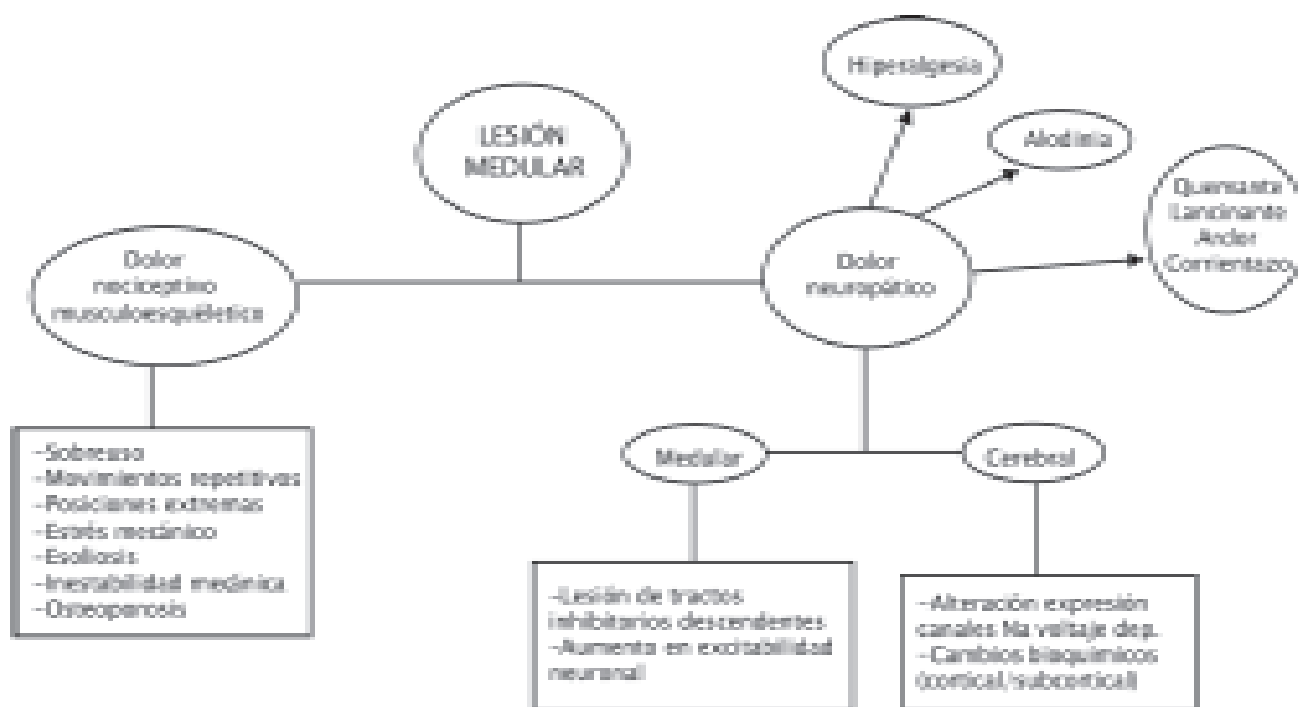 Hiperalgesia
LESIÓN
MEDULAR
Alodinia
Quemante
Lancinante
Ardor
Corrientazo
Dolor
nociceptivo
musculoesquéletico
Dolor
neuropático
-Sobreuso
-Movimientos repetitivos
-Posiciones extremas
-Estrés mecánico
-Esoliosis
-Inestabilidad mecánica
-Osteoporosis
Medular
Cerebral
-Lesión de tractos
inhibitorios descendentes
-Aumento en excitabilidad
neuronal
-Alteración expresión
canales Na voltaje dep.
-Cambios bioquímicos
(cortical/subcortical)